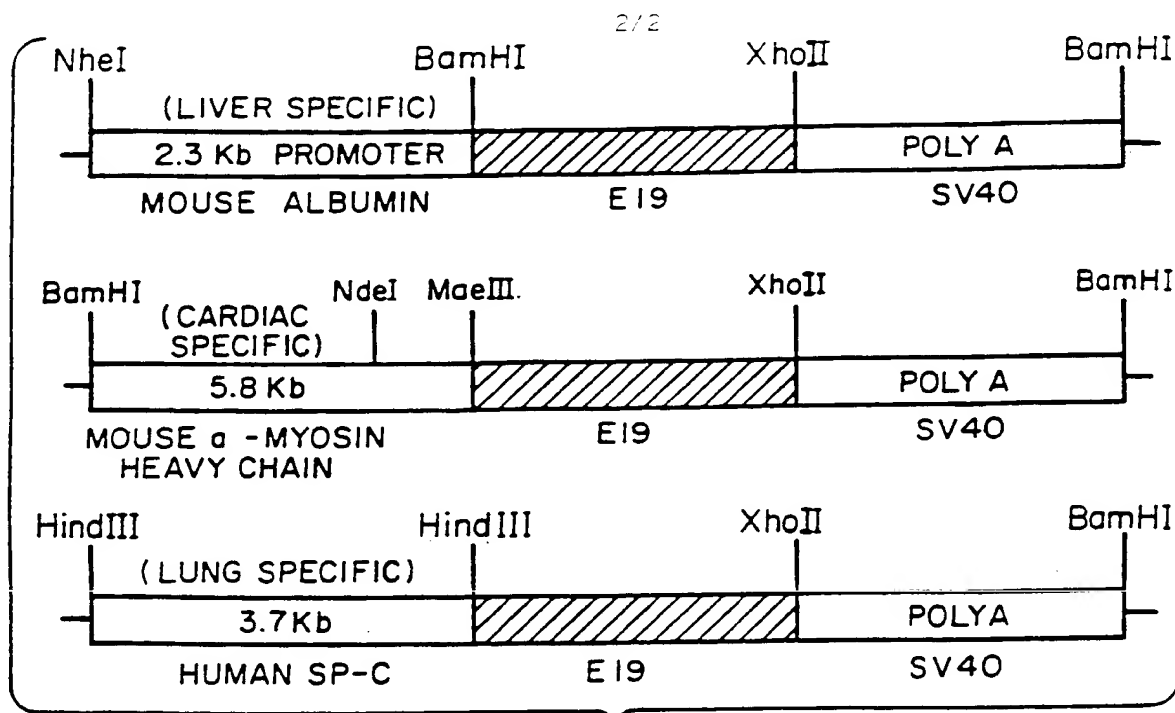 2/2
NheI BamHI XhoII BamHI
(LIVER SPECIFIC)
2.3 Kb PROMOTER POLY A
MOUSE ALBUMIN E19 SV40
BamHI NdeI MaeIII. XhoII BamHI
(CARDIAC
SPECIFIC)
5.8 Kb POLY A
MOUSE a -MYOSIN
HEAVY CHAIN
E19 SV40
HindIII HindIII XhoII BamHI
(LUNG SPECIFIC)
3.7Kb POLYA
HUMAN SP-C E19 SV40